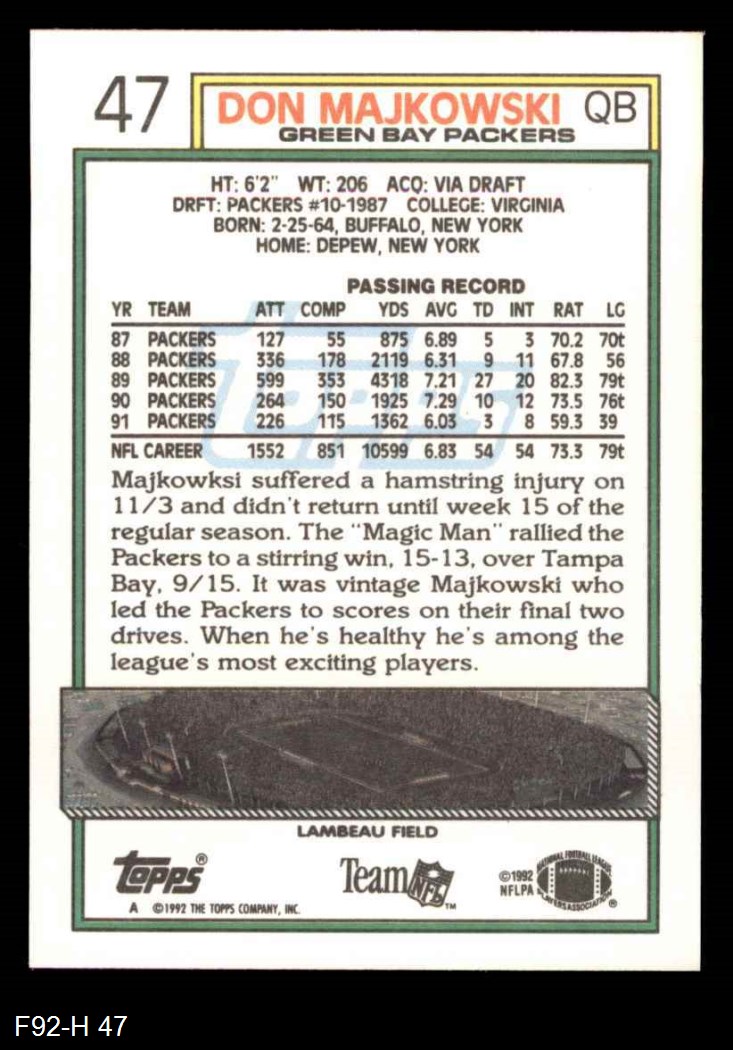 47 DON MAJKOWSKI QB
GREEN BAY PACKERS
HT: 6'2" WT: 206 ACQ: VIA DRAFT
DRFT: PACKERS #10-1987 COLLEGE: VIRGINIA
BORN: 2-25-64, BUFFALO, NEW YORK
HOME: DEPEW, NEW YORK
PASSING RECORD
YR TEAM ATT COMP YDS AVG TD INT RAT LG
87 PACKERS 127 55 875 6.89 5 3 70.2 70t
88 PACKERS 336 178 2119 6.31 9 11 67.8 56
89 PACKERS 599 353 4318 7.21 27 20 82.3 79t
90 PACKERS 264 150 1925 7.29 10 12 73.5 76t
91 PACKERS 226 115 1362 6.03 3 8 59.3 39
NFL CAREER 1552 851 10599 6.83 54 54 73.3 79t
topps
Majkowksi suffered a hamstring injury on
11/3 and didn't return until week 15 of the
regular season. The "Magic Man" rallied the
Packers to a stirring win, 15-13, over Tampa
Bay, 9/15. It was vintage Majkowski who
led the Packers to scores on their final two
drives. When he's healthy he's among the
league's most exciting players.
LAMBEAU FIELD
topps®
Team NFL ™
©1992
NFLPA
NATIONAL FOOTBALL LEAGUE
PLAYERS ASSOCIATION ®
A ©1992 THE TOPPS COMPANY, INC.
F92-H 47